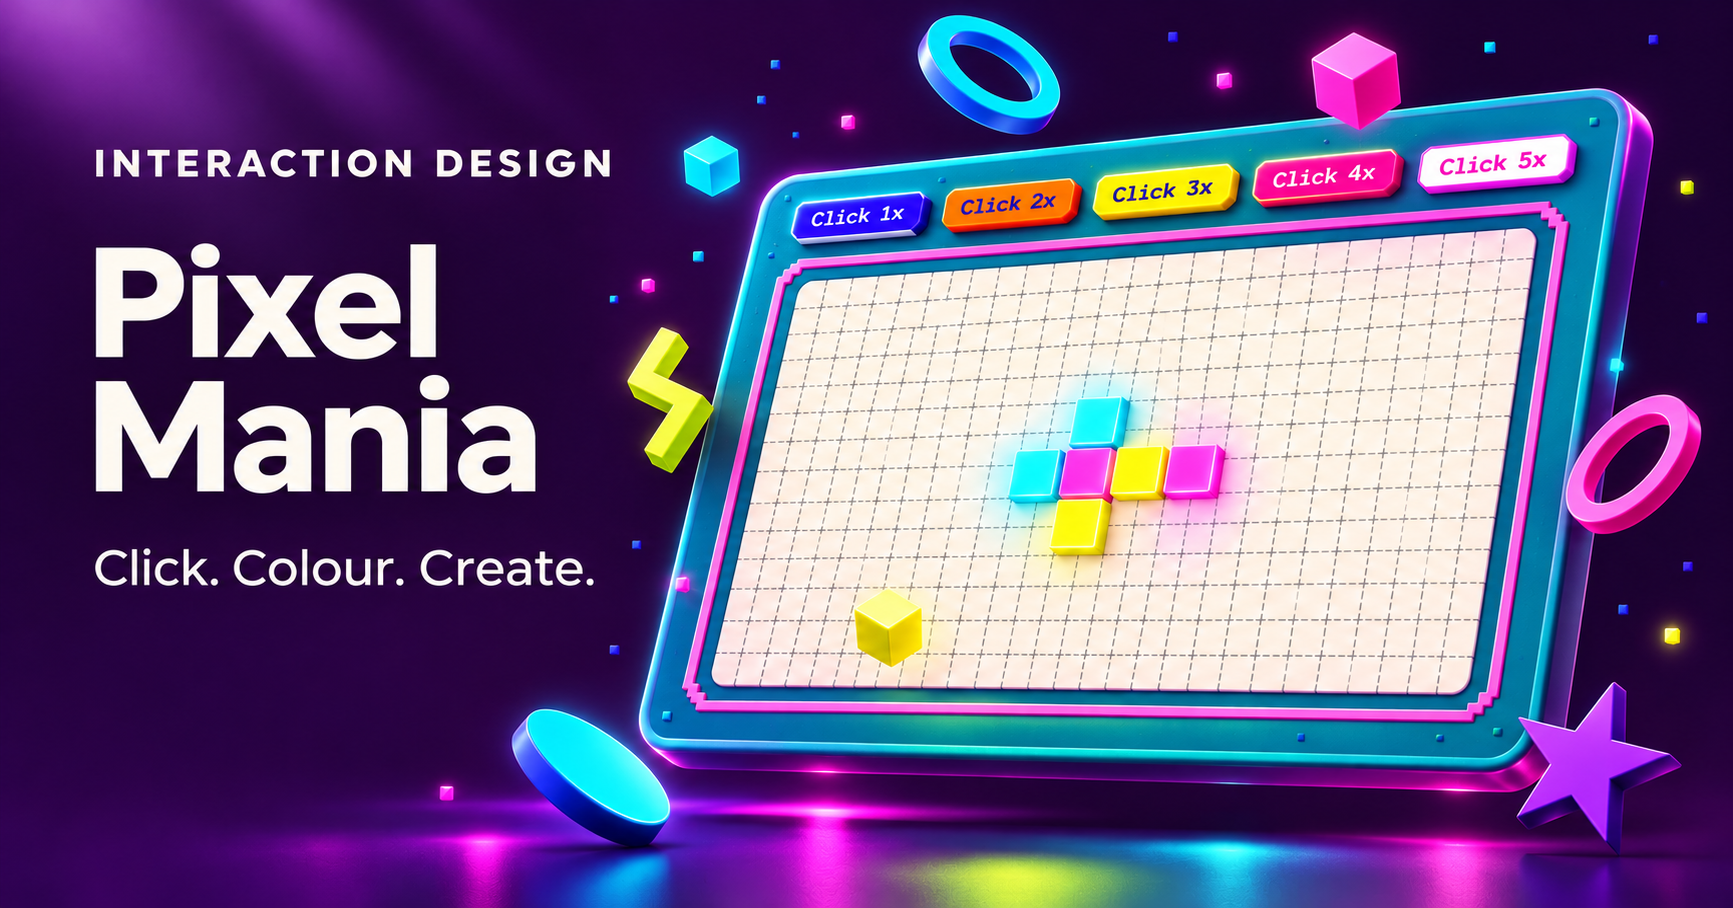 INTERACTION DESIGN
Pixel
Mania
Click. Colour. Create.
Click 1x
Click 2x
Click 3x
Click 4x
Click 5x